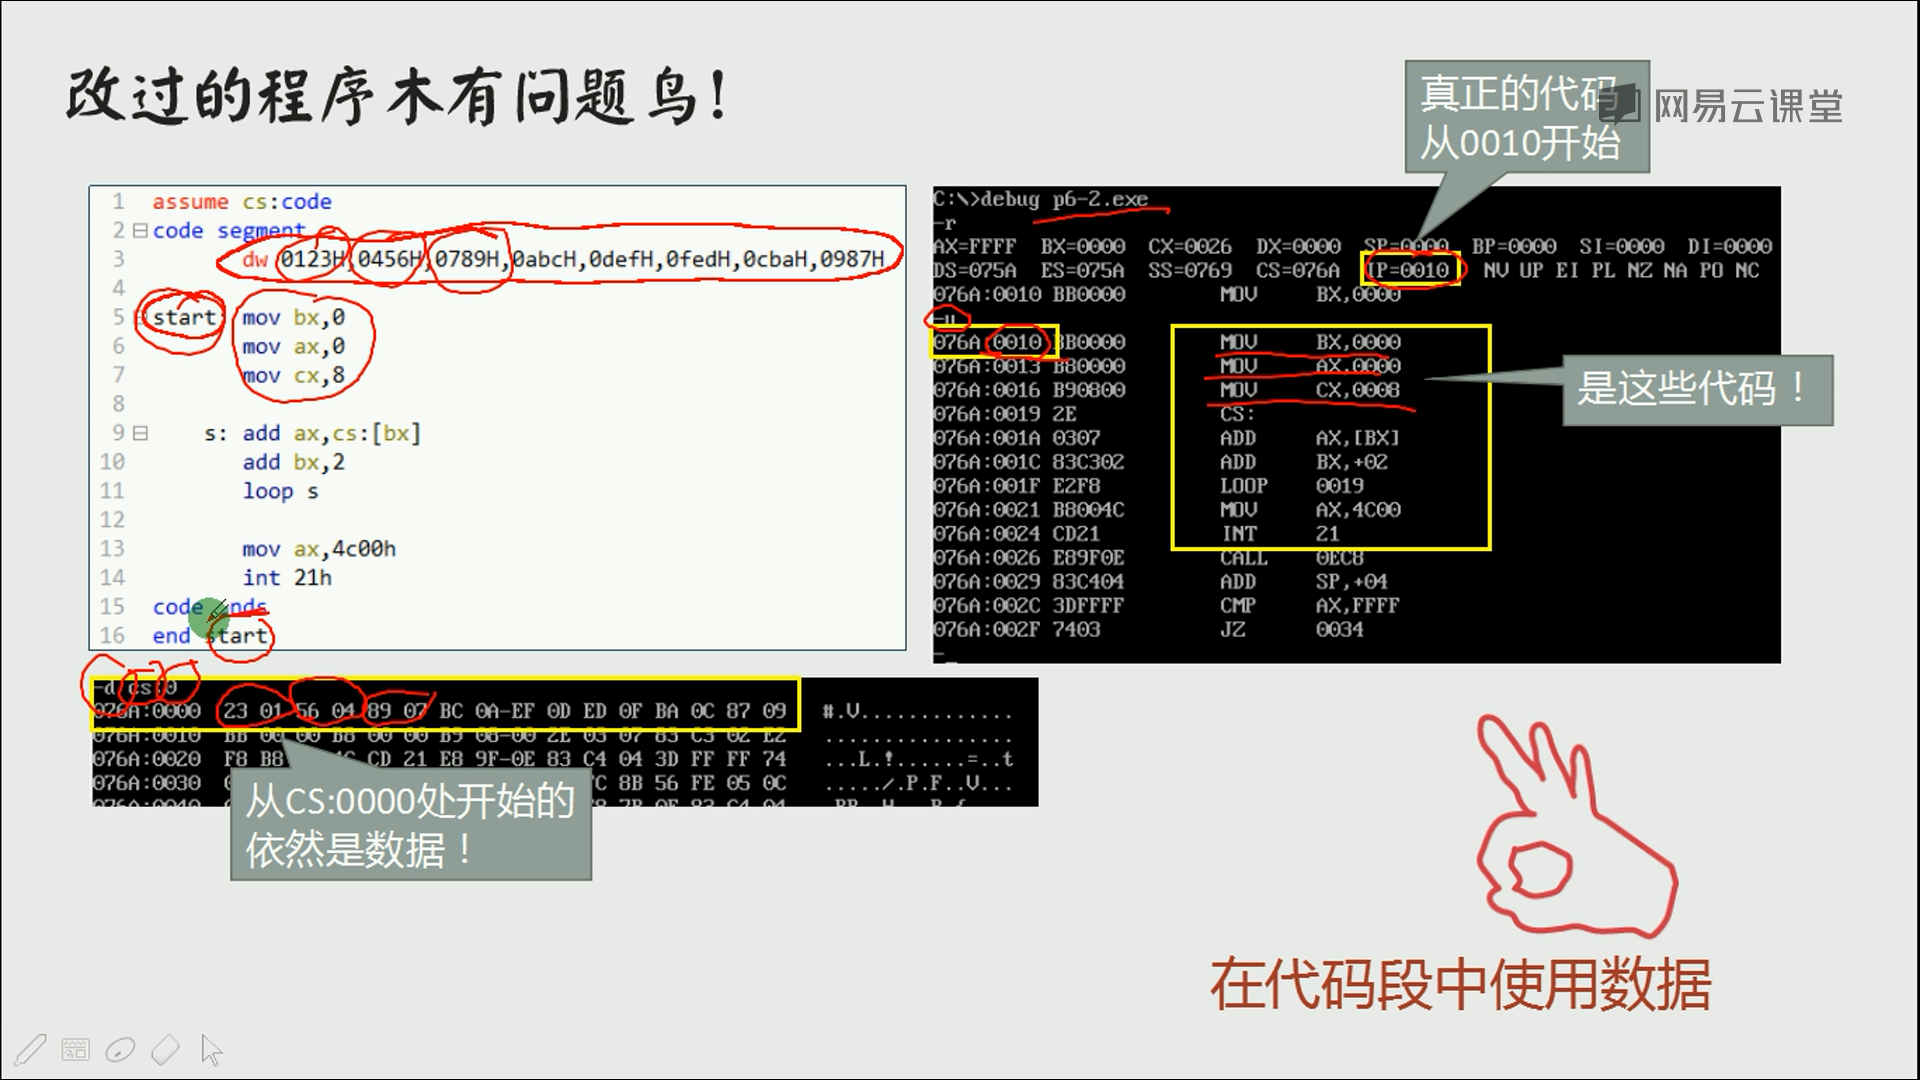 改过的程序木有问题鸟！
网易云课堂
真正的代码
从0010开始
1 assume cs:code
2 code segment
3 dw 0123H,0456H,0789H,0abcH,0defH,0fedH,0cbaH,0987H
4
5 start: mov bx,0
6 mov ax,0
7 mov cx,8
8
9 s: add ax,cs:[bx]
10 add bx,2
11 loop s
12
13 mov ax,4c00h
14 int 21h
15 code ends
16 end start
C:\>debug p6-2.exe
-r
AX=FFFF BX=0000 CX=0026 DX=0000 SP=0000 BP=0000 SI=0000 DI=0000
DS=075A ES=075A SS=0769 CS=076A IP=0010 NV UP EI PL NZ NA PO NC
076A:0010 BB0000 MOV BX,0000
-u
076A:0010 BB0000 MOV BX,0000
076A:0013 B80000 MOV AX,0000
076A:0016 B90800 MOV CX,0008
076A:0019 2E CS:
076A:001A 0307 ADD AX,[BX]
076A:001C 83C302 ADD BX,+02
076A:001F E2F8 LOOP 0019
076A:0021 B8004C MOV AX,4C00
076A:0024 CD21 INT 21
076A:0026 E89F0E CALL 0EC8
076A:0029 83C404 ADD SP,+04
076A:002C 3DFFFF CMP AX,FFFF
076A:002F 7403 JZ 0034
-
是这些代码！
-d cs:0
076A:0000 23 01 56 04 89 07 BC 0A-EF 0D ED 0F BA 0C 87 09 #.V.............
076A:0010 BB 00 00 B8 00 00 B9 08-00 2E 03 07 83 C3 02 E2 ................
076A:0020 F8 B8 4C CD 21 E8 9F-0E 83 C4 04 3D FF FF 74 ...L.!......=..t
076A:0030 8B 56 FE 05 0C ...../.P.F..V...
从CS:0000处开始的
依然是数据！
在代码段中使用数据